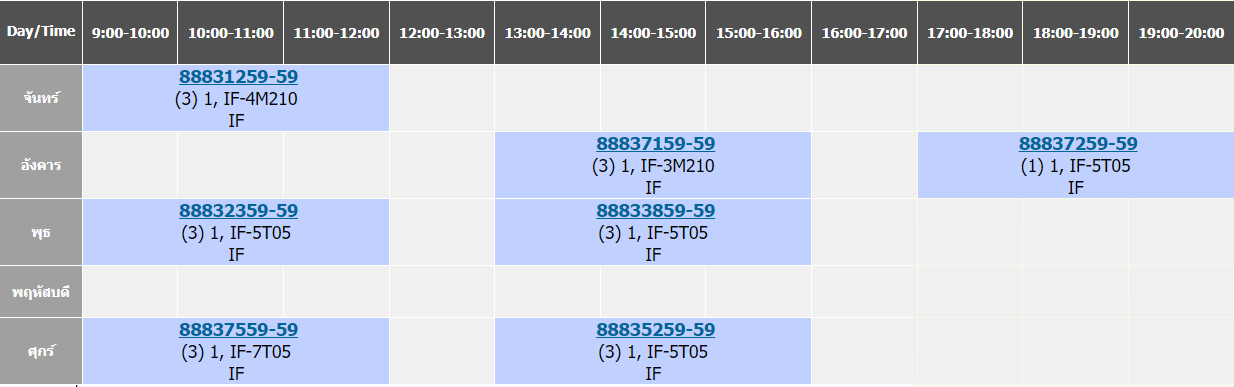 Day/Time 9:00-10:00 10:00-11:00 11:00-12:00 12:00-13:00 13:00-14:00 14:00-15:00 15:00-16:00 16:00-17:00 17:00-18:00 18:00-19:00 19:00-20:00
จันทร์
88831259-59
(3) 1, IF-4M210
IF
อังคาร
88837159-59
(3) 1, IF-3M210
IF
88837259-59
(1) 1, IF-5T05
IF
พุธ
88832359-59
(3) 1, IF-5T05
IF
88833859-59
(3) 1, IF-5T05
IF
พฤหัสบดี
ศุกร์
88837559-59
(3) 1, IF-7T05
IF
88835259-59
(3) 1, IF-5T05
IF